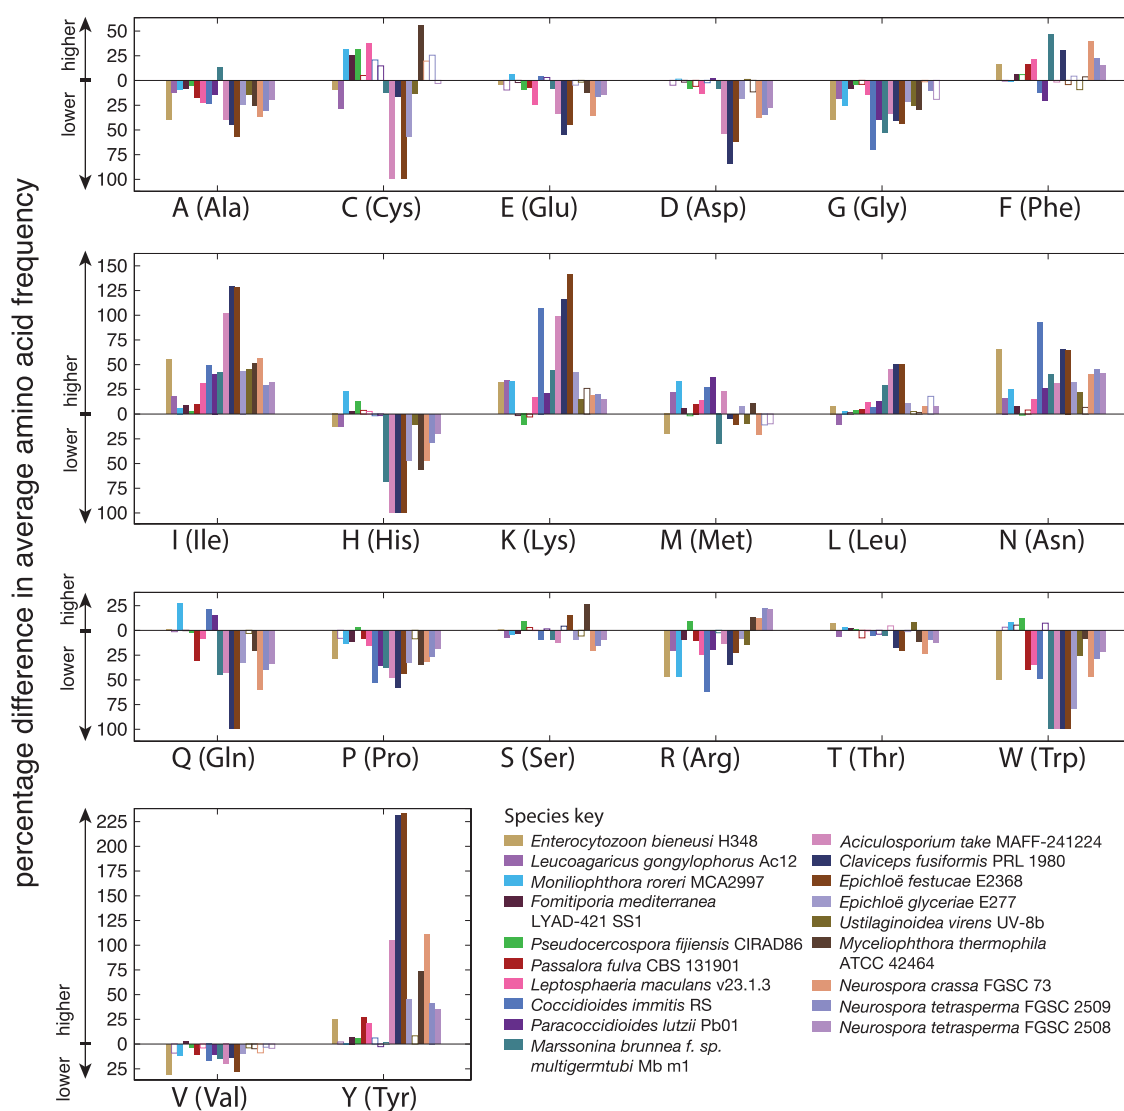 percentage difference in average amino acid frequency
higher
lower
50
25
0
25
50
75
100
A (Ala) C (Cys) E (Glu) D (Asp) G (Gly) F (Phe)
higher
lower
150
125
100
75
50
25
0
25
50
75
100
I (Ile) H (His) K (Lys) M (Met) L (Leu) N (Asn)
higher
lower
25
0
25
50
75
100
Q (Gln) P (Pro) S (Ser) R (Arg) T (Thr) W (Trp)
higher
lower
225
200
175
150
125
100
75
50
25
0
25
V (Val) Y (Tyr)
Species key
Enterocytozoon bieneusi H348
Leucoagaricus gongylophorus Ac12
Moniliophthora roreri MCA2997
Fomitiporia mediterranea
LYAD-421 SS1
Pseudocercospora fijiensis CIRAD86
Passalora fulva CBS 131901
Leptosphaeria maculans v23.1.3
Coccidioides immitis RS
Paracoccidioides lutzii Pb01
Marssonina brunnea f. sp.
multigermtubi Mb m1
Aciculosporium take MAFF-241224
Claviceps fusiformis PRL 1980
Epichloë festucae E2368
Epichloë glyceriae E277
Ustilaginoidea virens UV-8b
Myceliophthora thermophila
ATCC 42464
Neurospora crassa FGSC 73
Neurospora tetrasperma FGSC 2509
Neurospora tetrasperma FGSC 2508